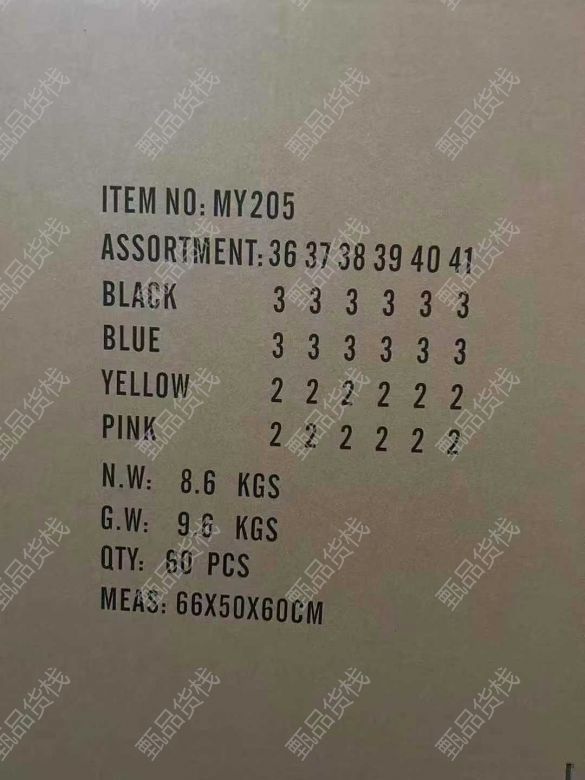 ITEM NO: MY205
ASSORTMENT: 36 37 38 39 40 41
BLACK 3 3 3 3 3 3
BLUE 3 3 3 3 3 3
YELLOW 2 2 2 2 2 2
PINK 2 2 2 2 2 2
N.W: 8.6 KGS
G.W: 9.6 KGS
QTY: 60 PCS
MEAS: 66X50X60CM
甄品货栈